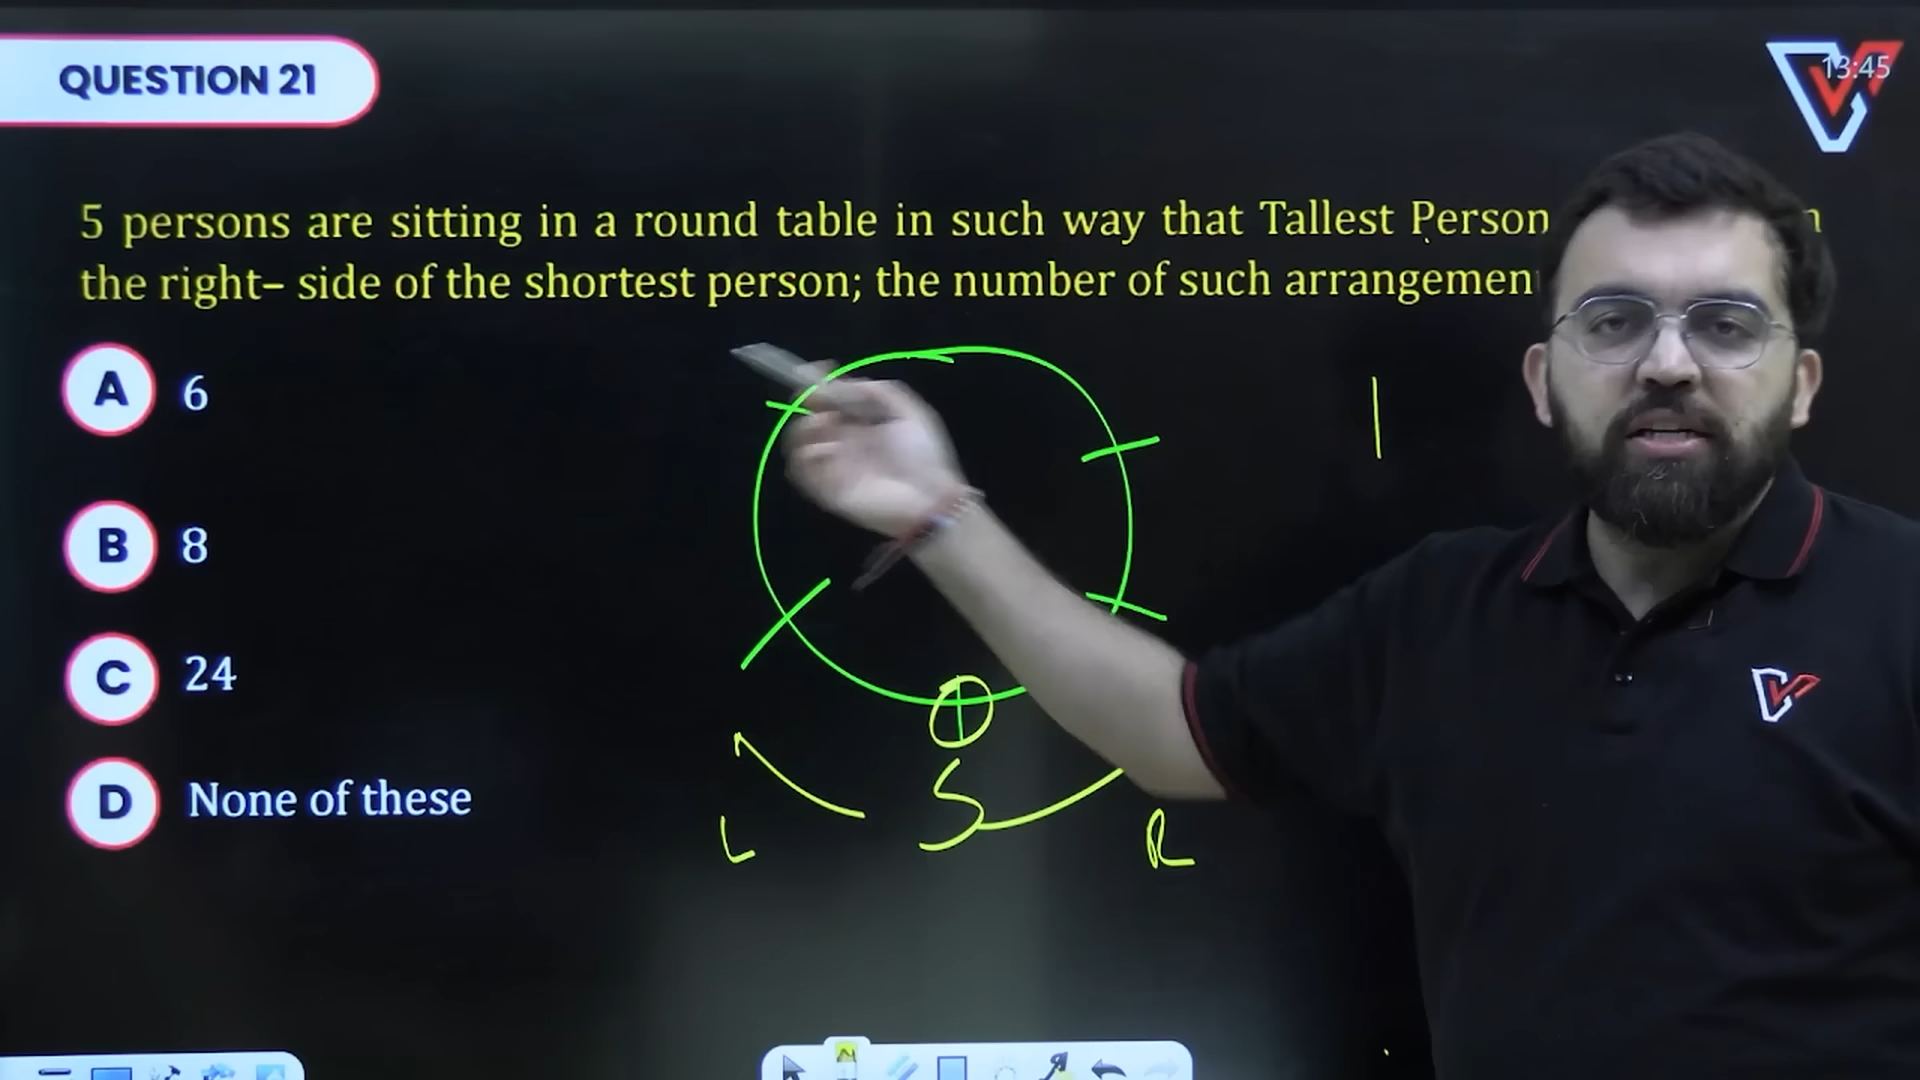 QUESTION 21
13:45
5 persons are sitting in a round table in such way that Tallest Person
the right– side of the shortest person; the number of such arrangemen
A 6
B 8
C 24
D None of these
1
S
L R